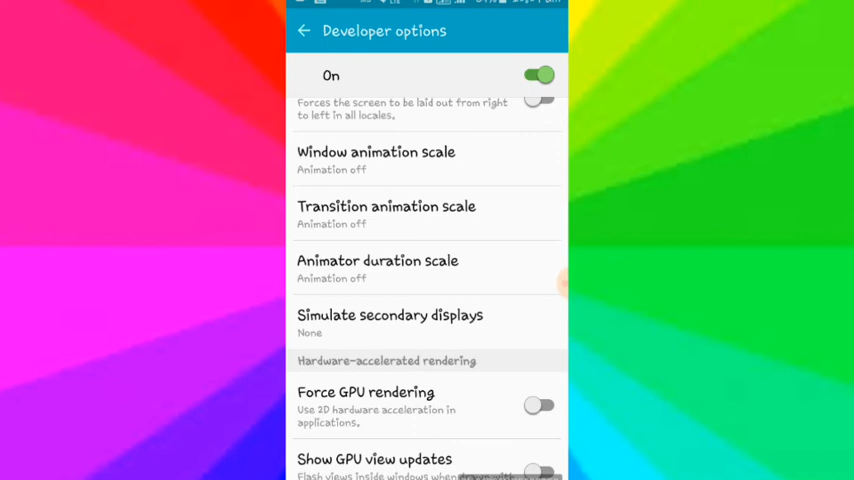 Developer options
On
Forces the screen to be laid out from right
to left in all locales.
Window animation scale
Animation off
Transition animation scale
Animation off
Animator duration scale
Animation off
Simulate secondary displays
None
Hardware-accelerated rendering
Force GPU rendering
Use 2D hardware acceleration in
applications.
Show GPU view updates
Flash views inside windows when drawn with